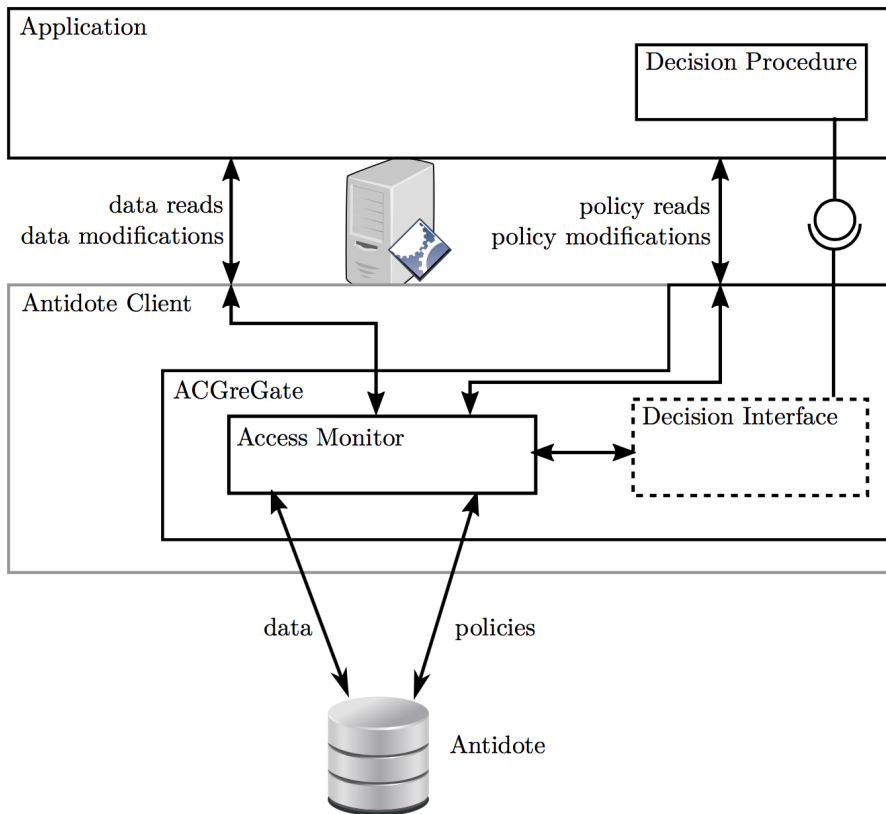 Application
Decision Procedure
data reads
data modifications
policy reads
policy modifications
Antidote Client
ACGreGate
Access Monitor
Decision Interface
data
policies
Antidote